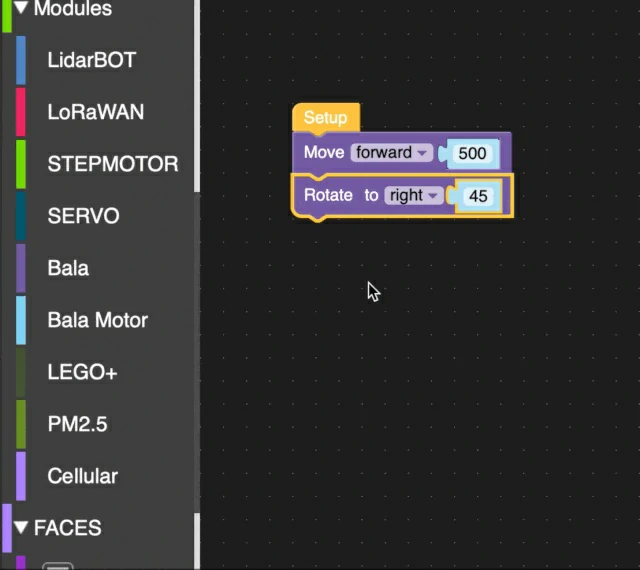 Modules
LidarBOT
LoRaWAN
STEPMOTOR
SERVO
Bala
Bala Motor
LEGO+
PM2.5
Cellular
FACES
Setup
Move forward 500
Rotate to right 45